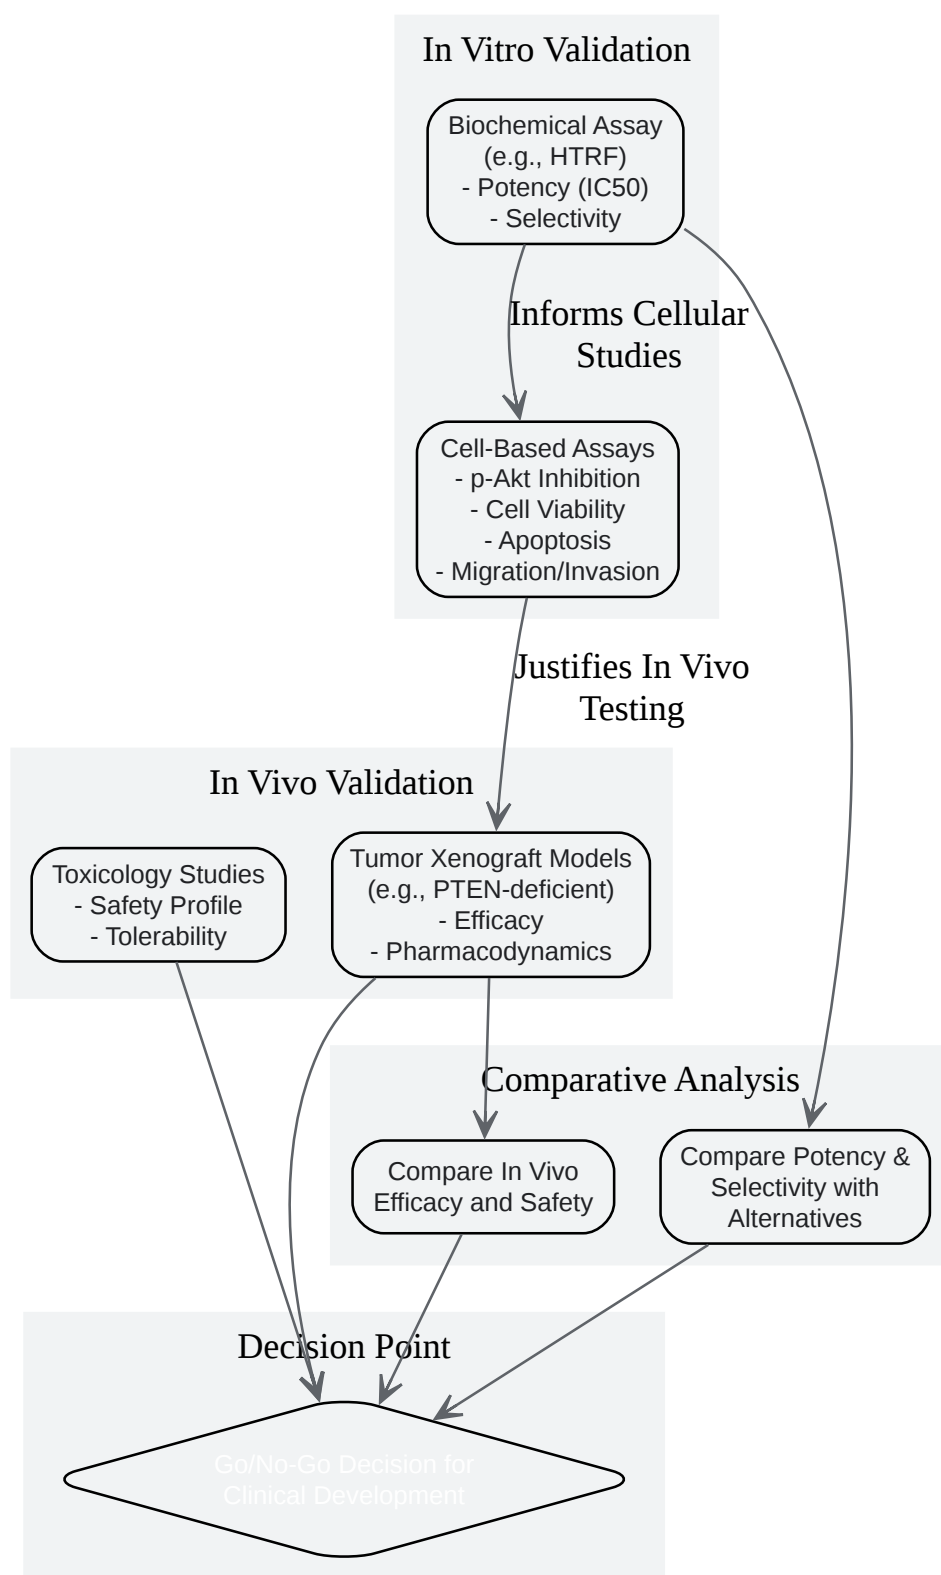 In Vitro Validation
Biochemical Assay
(e.g., HTRF)
- Potency (IC50)
- Selectivity
Informs Cellular
Studies
Cell-Based Assays
- p-Akt Inhibition
- Cell Viability
- Apoptosis
- Migration/Invasion
Justifies In Vivo
Testing
In Vivo Validation
Toxicology Studies
- Safety Profile
- Tolerability
Tumor Xenograft Models
(e.g., PTEN-deficient)
- Efficacy
- Pharmacodynamics
Comparative Analysis
Compare In Vivo
Efficacy and Safety
Compare Potency &
Selectivity with
Alternatives
Decision Point
Go/No-Go Decision for
Clinical Development